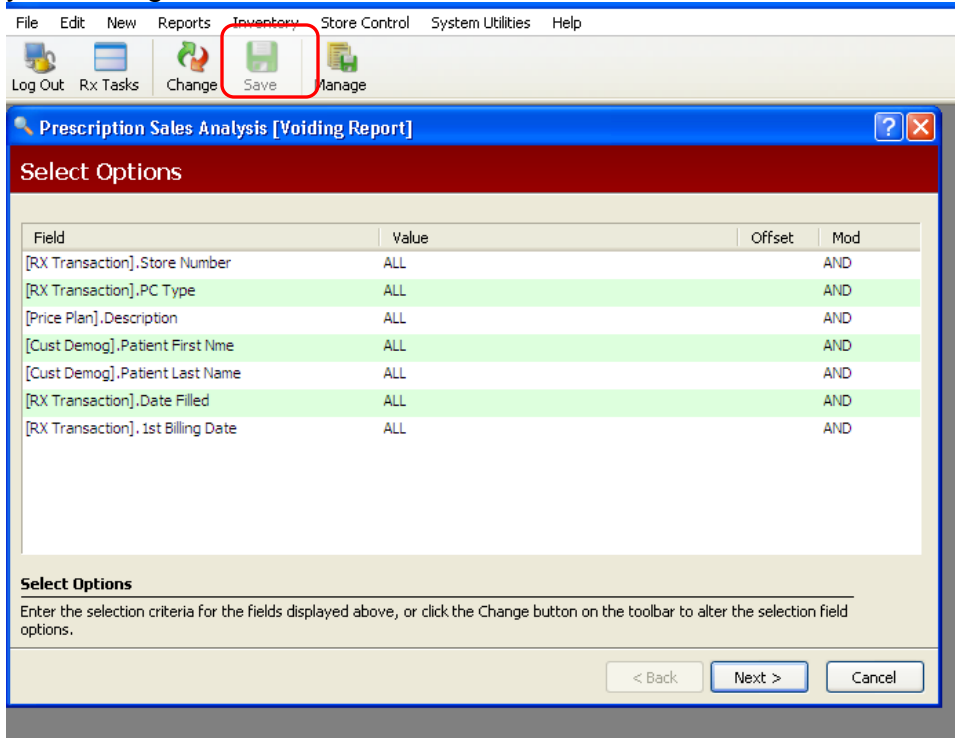 File Edit New Reports Inventory Store Control System Utilities Help
Log Out Rx Tasks Change Save Manage
Prescription Sales Analysis [Voiding Report]
Select Options
Field Value Offset Mod
[RX Transaction].Store Number ALL AND
[RX Transaction].PC Type ALL AND
[Price Plan].Description ALL AND
[Cust Demog].Patient First Nme ALL AND
[Cust Demog].Patient Last Name ALL AND
[RX Transaction].Date Filled ALL AND
[RX Transaction].1st Billing Date ALL AND
Select Options
Enter the selection criteria for the fields displayed above, or click the Change button on the toolbar to alter the selection field
options.
< Back Next > Cancel